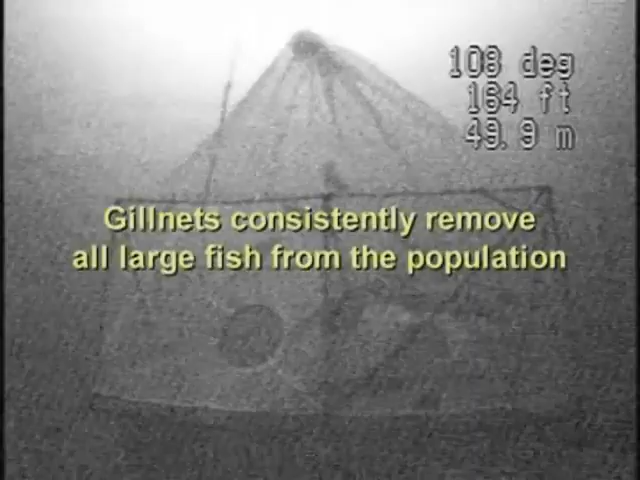 108 deg
164 ft
49.9 m
Gillnets consistently remove
all large fish from the population